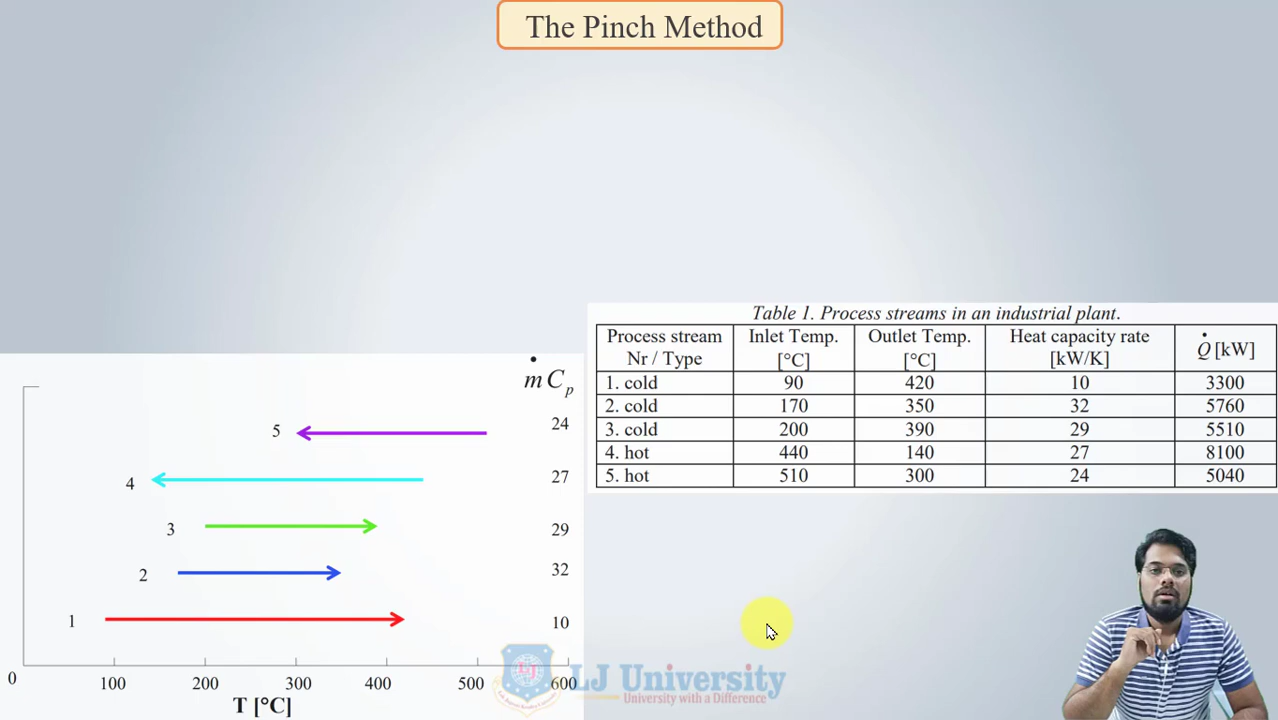 The Pinch Method
Table 1. Process streams in an industrial plant.
Process stream Nr / Type Inlet Temp. [°C] Outlet Temp. [°C] Heat capacity rate [kW/K] Q̇ [kW]
1. cold 90 420 10 3300
2. cold 170 350 32 5760
3. cold 200 390 29 5510
4. hot 440 140 27 8100
5. hot 510 300 24 5040
ṁ Cp
5 24
4 27
3 29
2 32
1 10
0 100 200 300 400 500 600
T [°C]
LJ University
University with a Difference